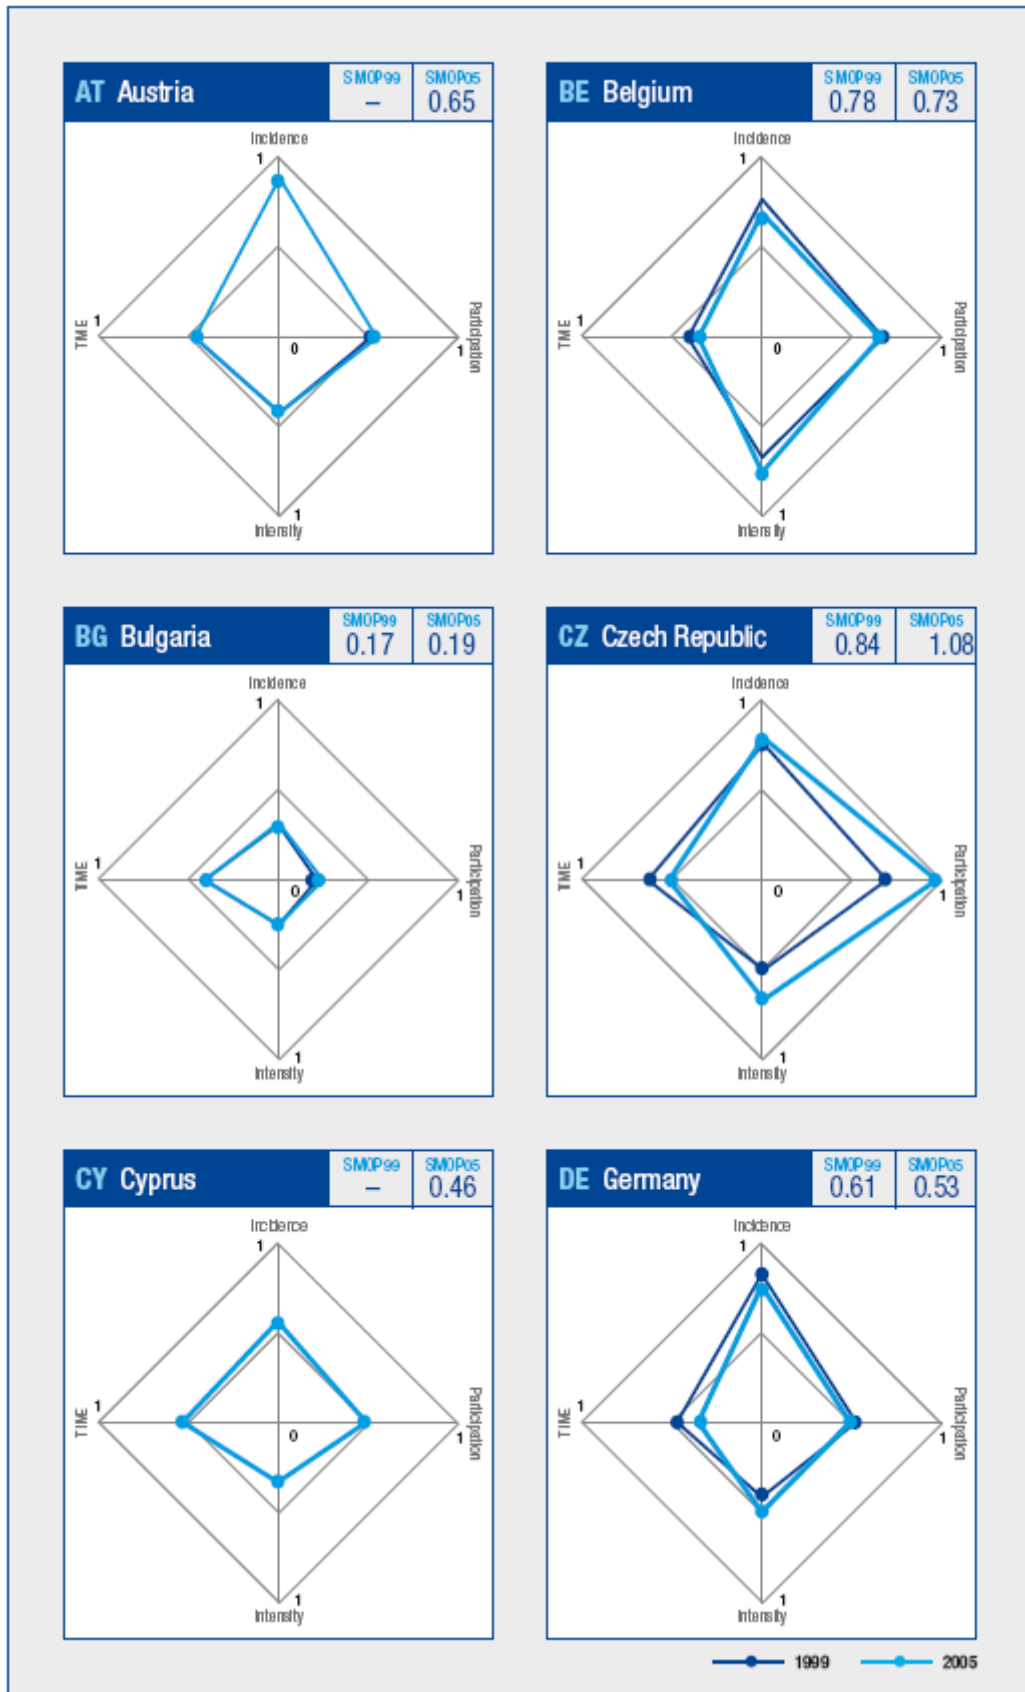 AT Austria SMOP99 – SMOP05 0.65
Incidence
1
TIME 1 0 1 Participation
1
Intensity
BE Belgium SMOP99 0.78 SMOP05 0.73
Incidence
1
TIME 1 0 1 Participation
1
Intensity
BG Bulgaria SMOP99 0.17 SMOP05 0.19
Incidence
1
TIME 1 0 1 Participation
1
Intensity
CZ Czech Republic SMOP99 0.84 SMOP05 1.08
Incidence
1
TIME 1 0 1 Participation
1
Intensity
CY Cyprus SMOP99 – SMOP05 0.46
Incidence
1
TIME 1 0 1 Participation
1
Intensity
DE Germany SMOP99 0.61 SMOP05 0.53
Incidence
1
TIME 1 0 1 Participation
1
Intensity
1999 2005